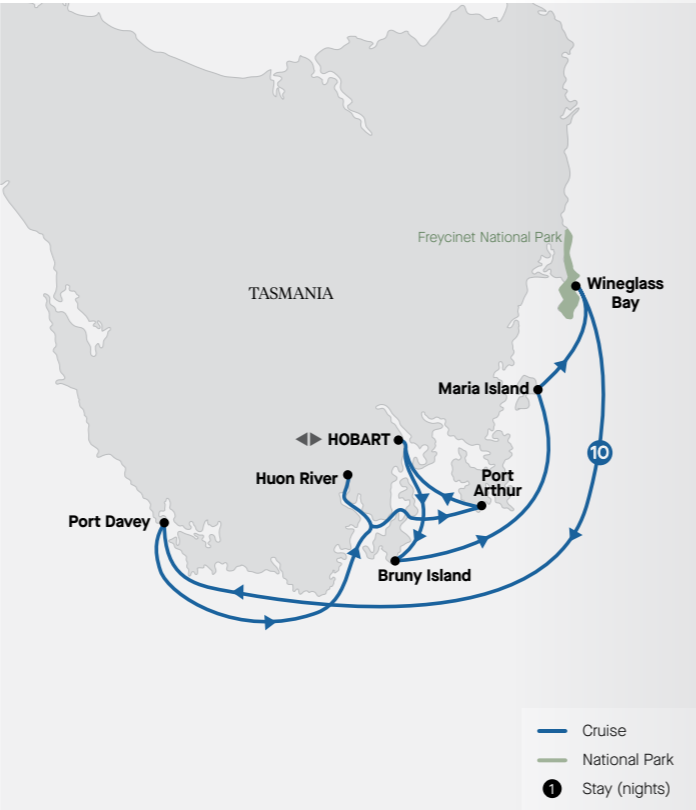 Freycinet National Park
Wineglass
Bay
TASMANIA
Maria Island
HOBART
10
Huon River
Port
Arthur
Port Davey
Bruny Island
Cruise
National Park
1 Stay (nights)